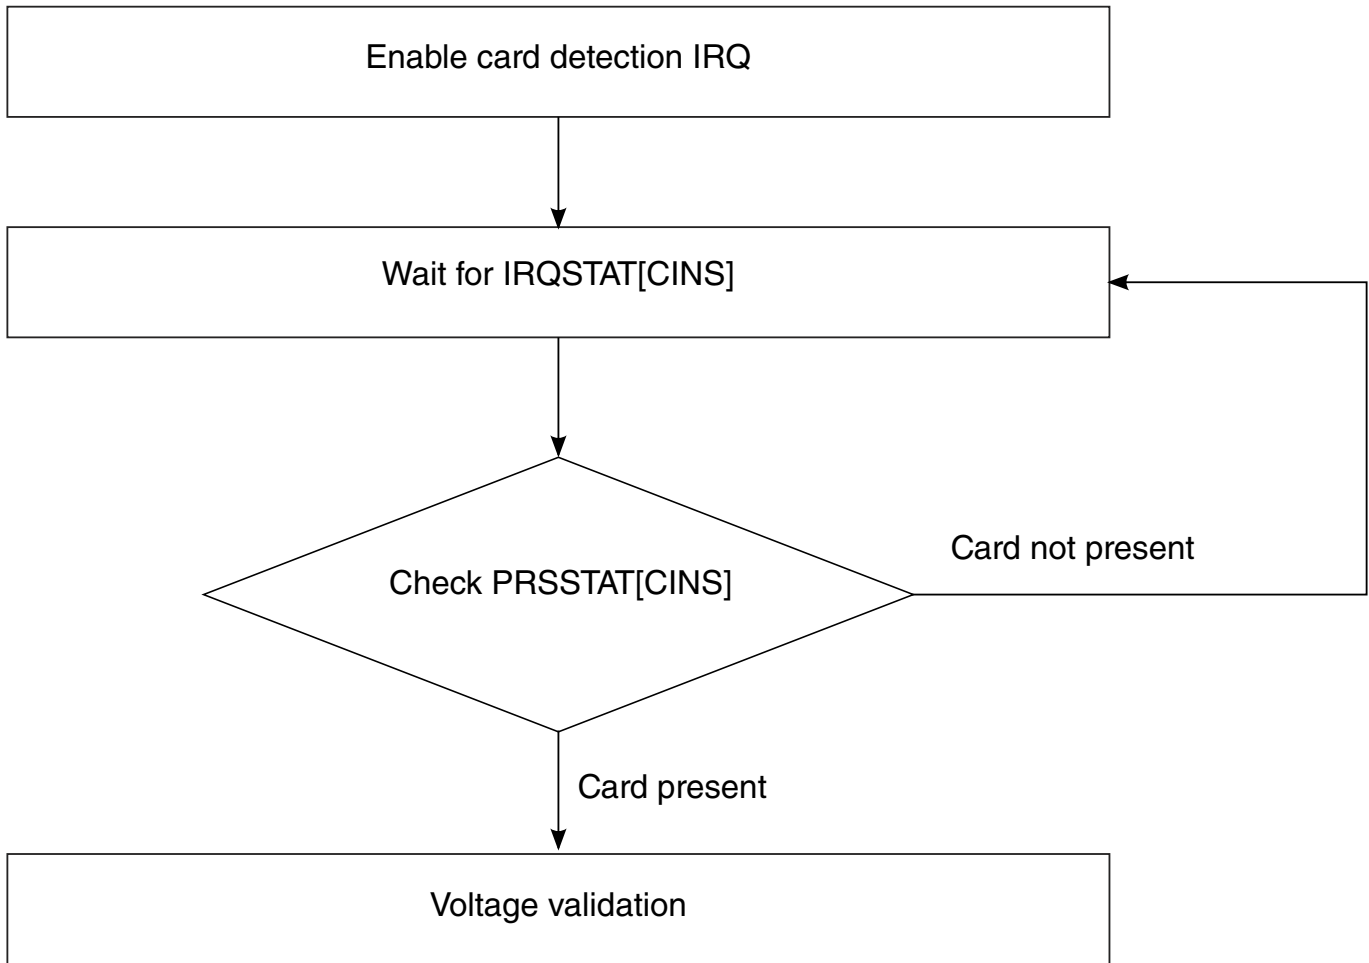 Enable card detection IRQ
Wait for IRQSTAT[CINS]
Check PRSSTAT[CINS]
Card not present
Card present
Voltage validation